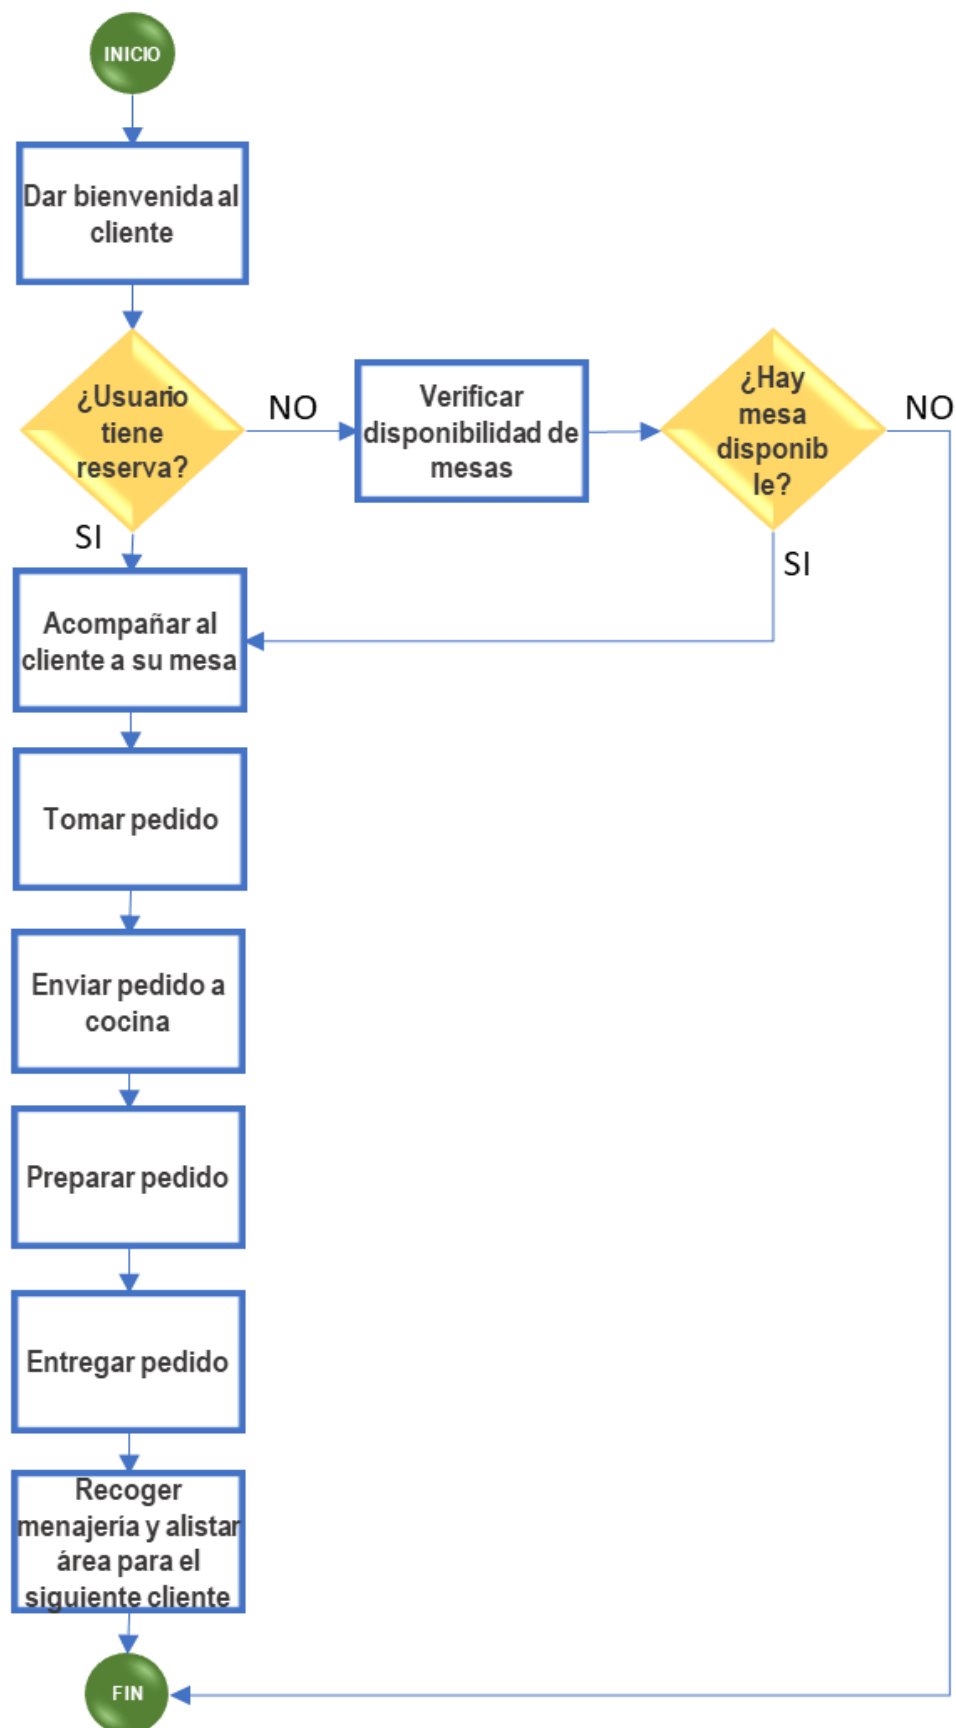 INICIO
Dar bienvenida al
cliente
¿Usuario
tiene
reserva?
NO
Verificar
disponibilidad de
mesas
¿Hay
mesa
disponib
le?
NO
SI
SI
Acompañar al
cliente a su mesa
Tomar pedido
Enviar pedido a
cocina
Preparar pedido
Entregar pedido
Recoger
menajería y alistar
área para el
siguiente cliente
FIN